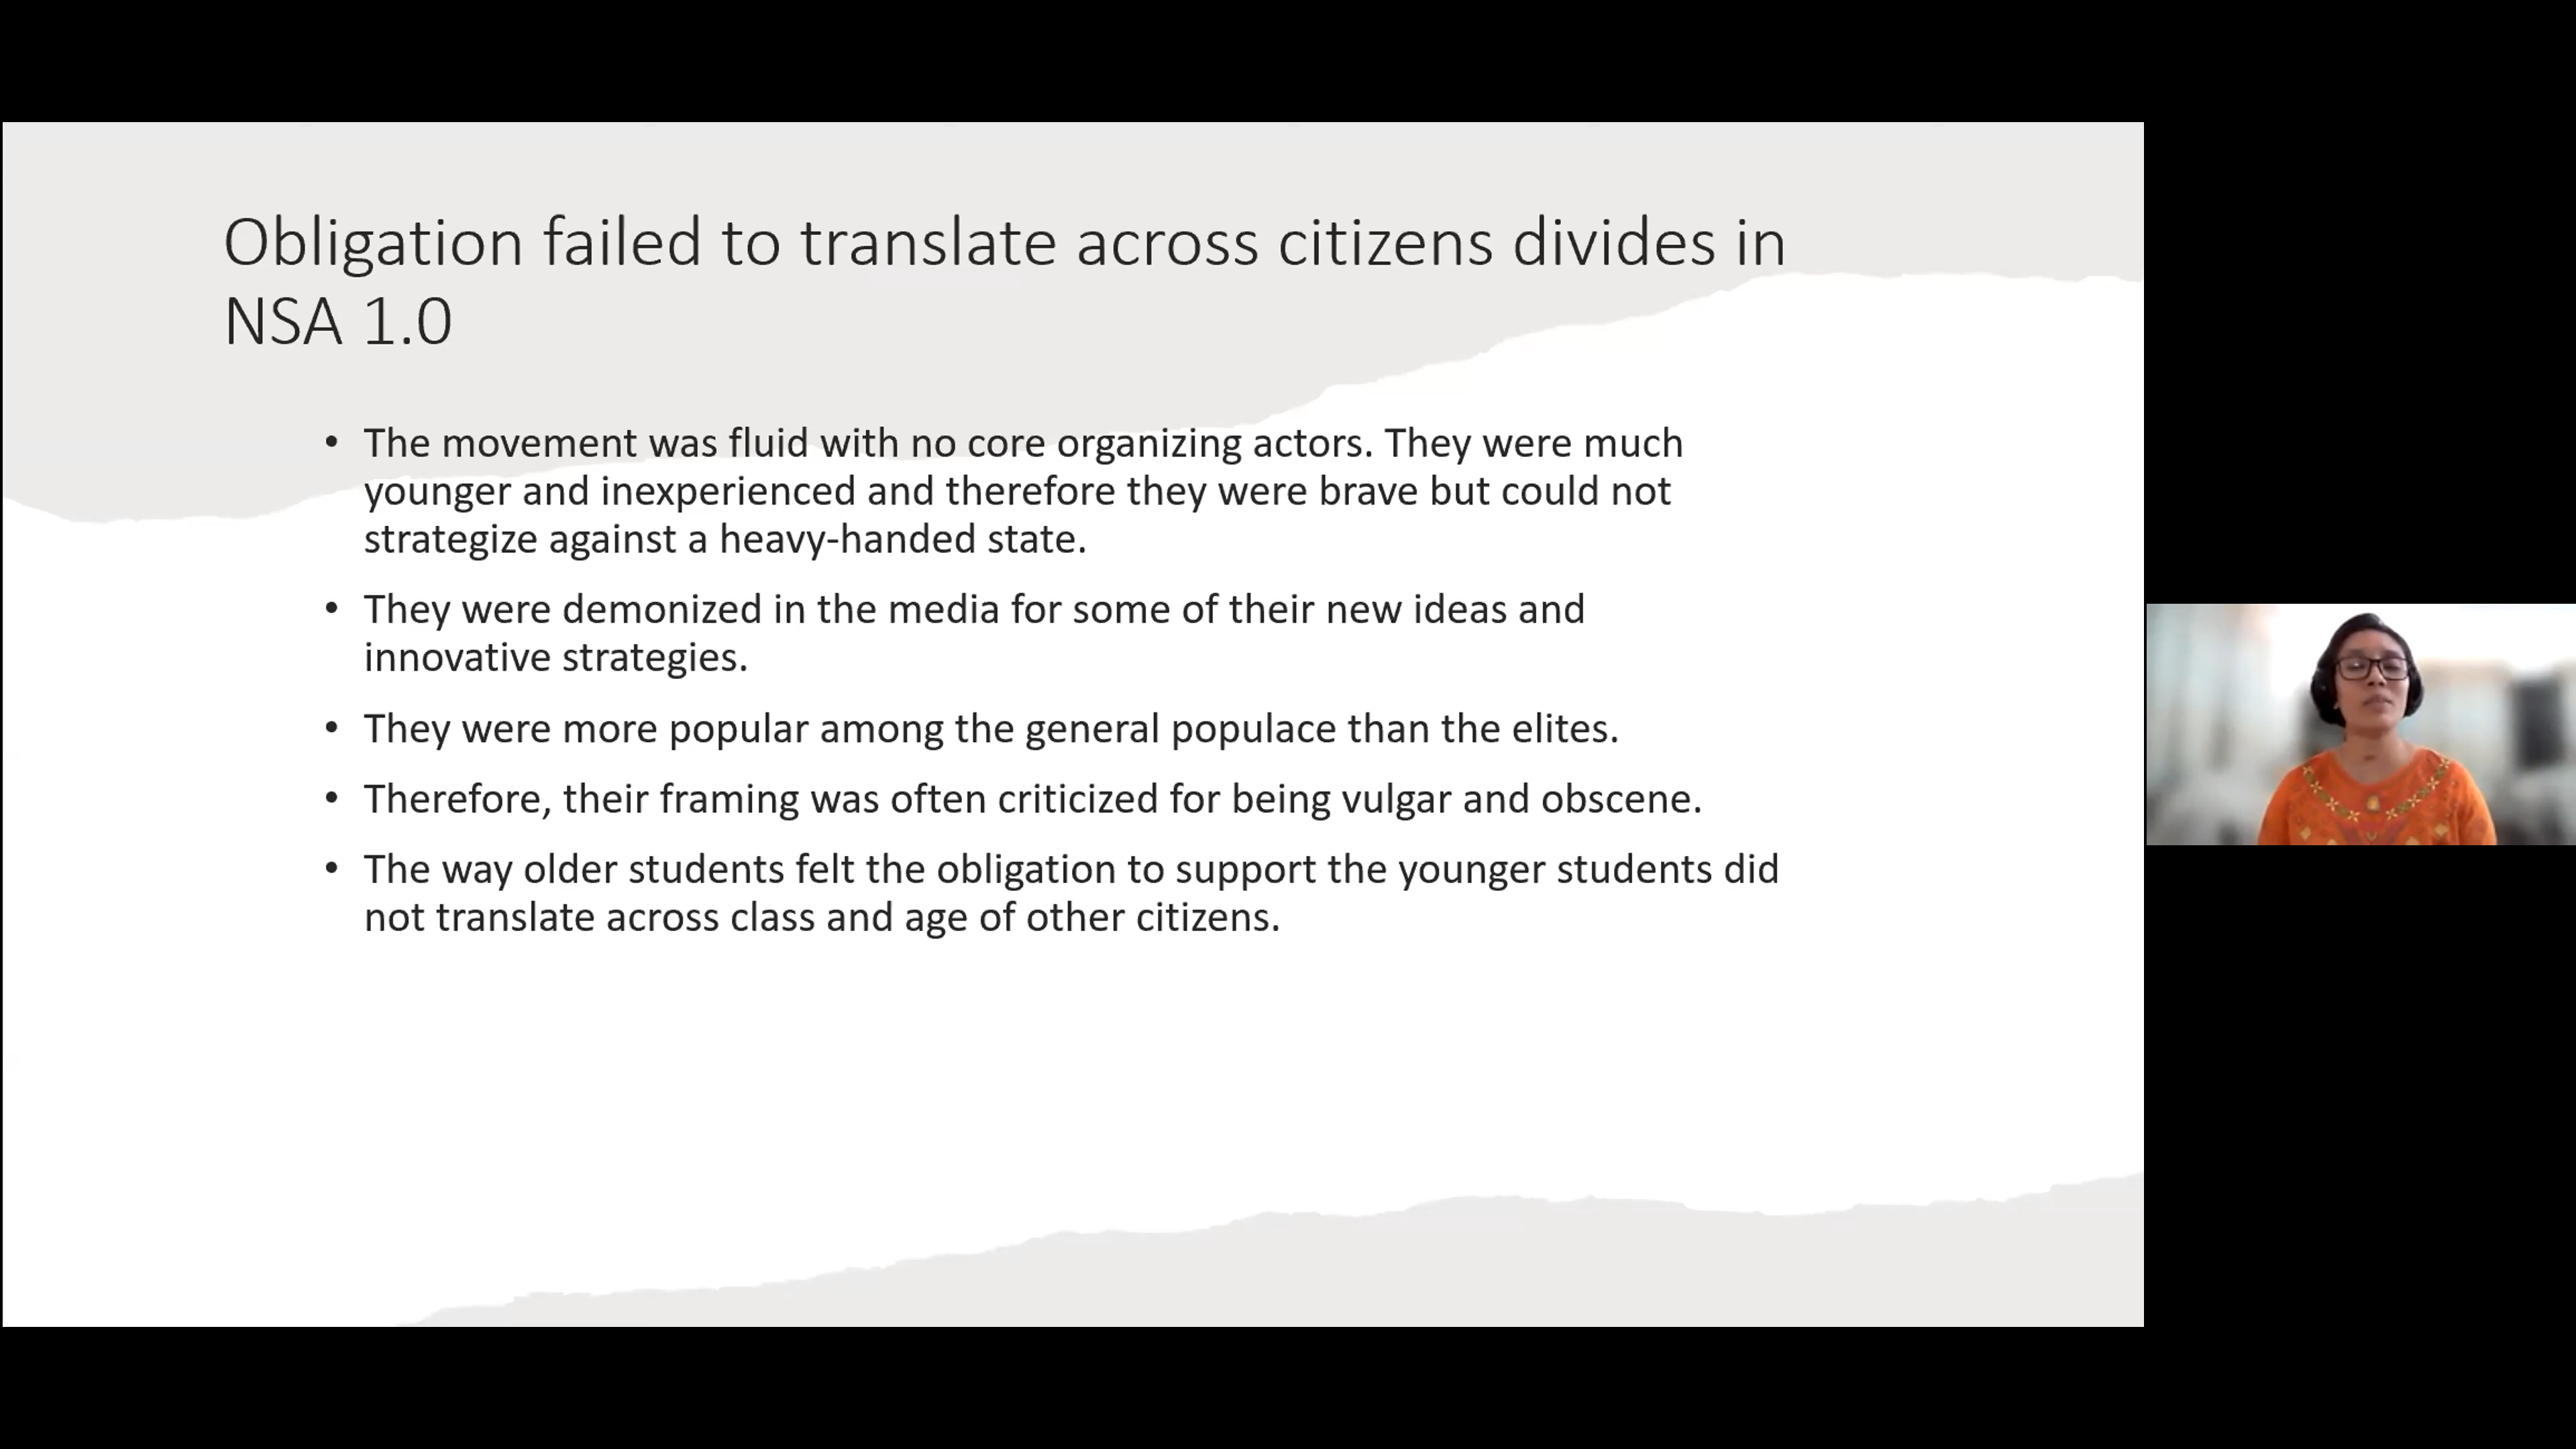 Obligation failed to translate across citizens divides in
NSA 1.0
• The movement was fluid with no core organizing actors. They were much
younger and inexperienced and therefore they were brave but could not
strategize against a heavy-handed state.
• They were demonized in the media for some of their new ideas and
innovative strategies.
• They were more popular among the general populace than the elites.
• Therefore, their framing was often criticized for being vulgar and obscene.
• The way older students felt the obligation to support the younger students did
not translate across class and age of other citizens.